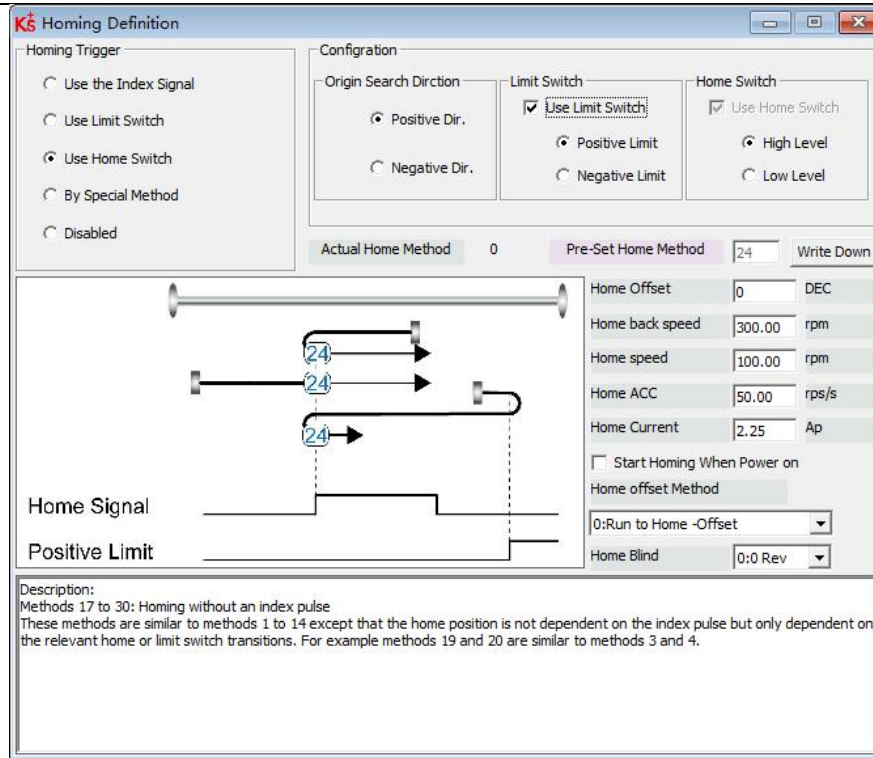 Homing Definition
Homing Trigger
Use the Index Signal
Use Limit Switch
Use Home Switch
By Special Method
Disabled
Configration
Origin Search Dirction
Positive Dir.
Negative Dir.
Limit Switch
Use Limit Switch
Positive Limit
Negative Limit
Home Switch
Use Home Switch
High Level
Low Level
Actual Home Method 0 Pre-Set Home Method 24 Write Down
24
24
24
Home Signal
Positive Limit
Home Offset 0 DEC
Home back speed 300.00 rpm
Home speed 100.00 rpm
Home ACC 50.00 rps/s
Home Current 2.25 Ap
Start Homing When Power on
Home offset Method
0:Run to Home -Offset
Home Blind 0:0 Rev
Description:
Methods 17 to 30: Homing without an index pulse
These methods are similar to methods 1 to 14 except that the home position is not dependent on the index pulse but only dependent on
the relevant home or limit switch transitions. For example methods 19 and 20 are similar to methods 3 and 4.